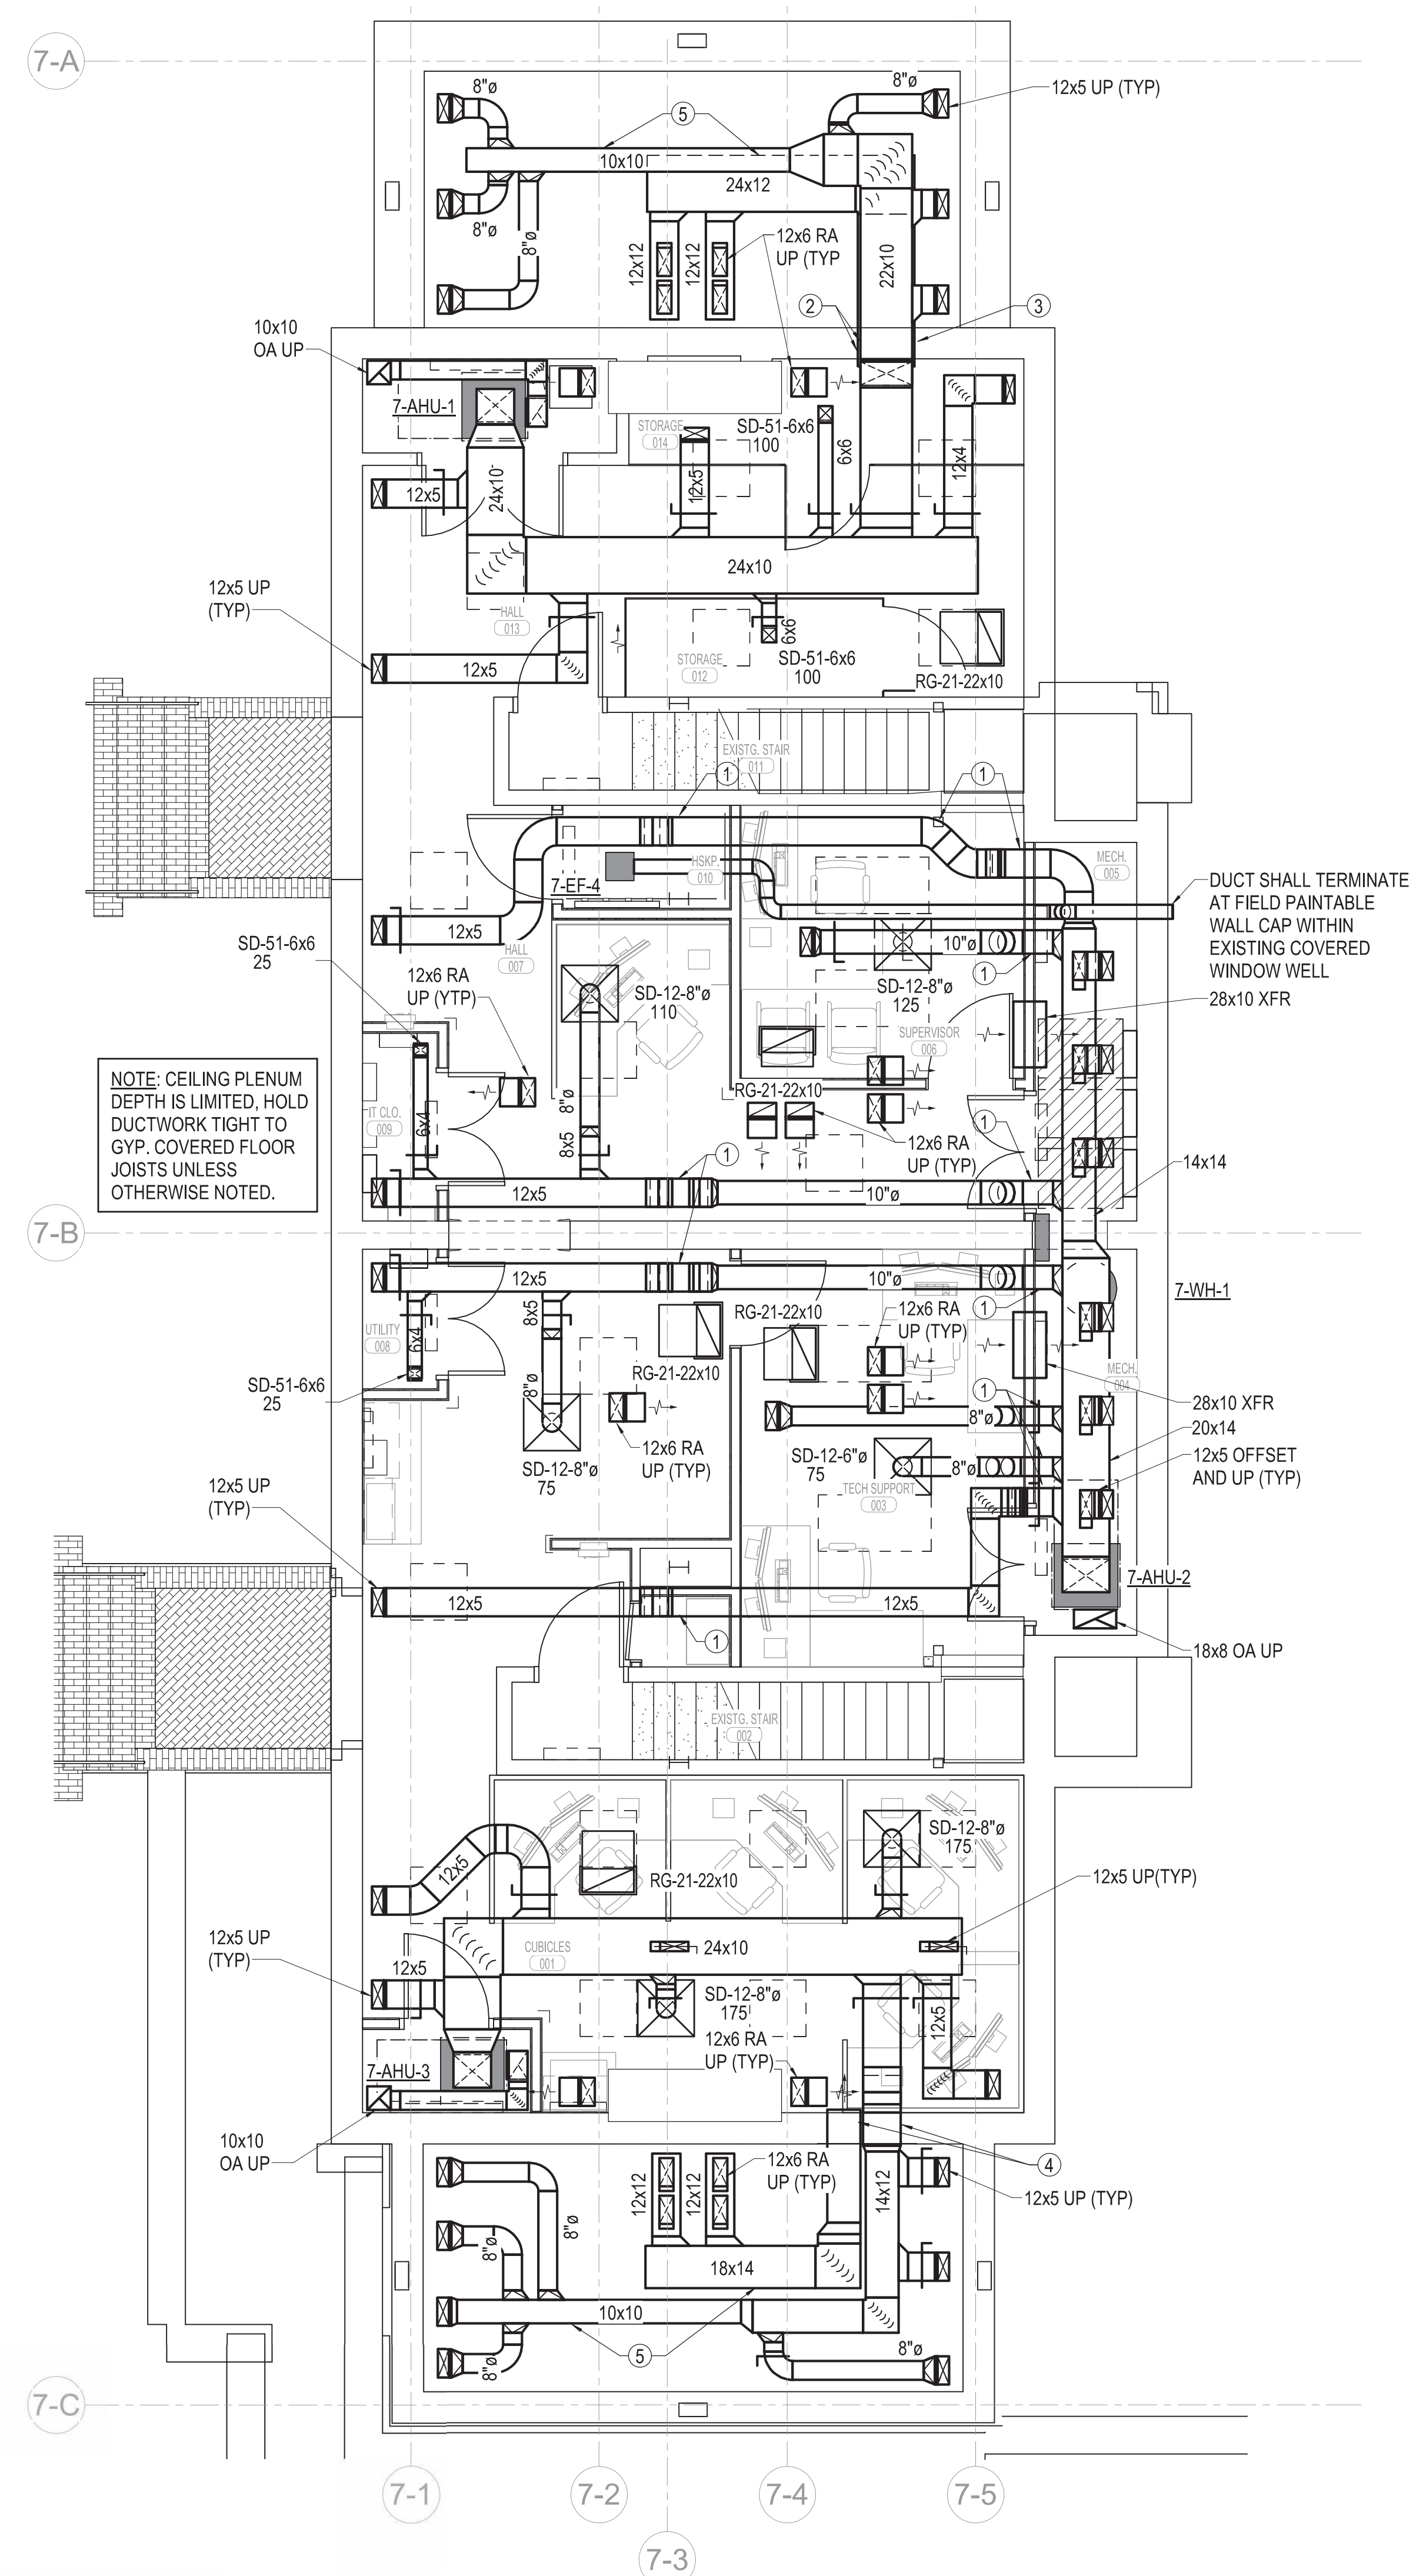 7-A
8"ø
8"ø
12x5 UP (TYP)
5
10x10
24x12
8"ø
8"ø
12x12
12x12
12x6 RA
UP (TYP
22x10
2
3
10x10
OA UP
7-AHU-1
STORAGE
014
SD-51-6x6
100
6x6
12x4
12x5
24x10
12x5
24x10
12x5 UP
(TYP)
HALL
013
12x5
6x6
STORAGE
012
SD-51-6x6
100
RG-21-22x10
EXISTG. STAIR
011
1
1
HSKP.
010
MECH.
005
7-EF-4
DUCT SHALL TERMINATE
AT FIELD PAINTABLE
WALL CAP WITHIN
EXISTING COVERED
WINDOW WELL
12x5
SD-51-6x6
25
HALL
007
10"ø
1
12x6 RA
UP (YTP)
SD-12-8"ø
110
SD-12-8"ø
125
28x10 XFR
SUPERVISOR
006
NOTE: CEILING PLENUM
DEPTH IS LIMITED, HOLD
DUCTWORK TIGHT TO
GYP. COVERED FLOOR
JOISTS UNLESS
OTHERWISE NOTED.
IT CLO.
009
6x4
8"ø
8x5
RG-21-22x10
12x6 RA
UP (TYP)
1
1
14x14
12x5
10"ø
7-B
12x5
10"ø
7-WH-1
1
UTILITY
008
6x4
8x5
8"ø
RG-21-22x10
12x6 RA
UP (TYP)
RG-21-22x10
MECH.
004
SD-51-6x6
25
1
28x10 XFR
8"ø
20x14
12x6 RA
UP (TYP)
SD-12-8"ø
75
SD-12-6"ø
75
8"ø
12x5 OFFSET
AND UP (TYP)
TECH SUPPORT
003
12x5 UP
(TYP)
7-AHU-2
12x5
12x5
1
18x8 OA UP
EXISTG. STAIR
002
SD-12-8"ø
175
12x5
RG-21-22x10
12x5 UP(TYP)
12x5 UP
(TYP)
CUBICLES
001
24x10
12x5
SD-12-8"ø
175
12x5
12x6 RA
UP (TYP)
7-AHU-3
10x10
OA UP
12x6 RA
UP (TYP)
4
12x12
12x12
14x12
12x5 UP (TYP)
8"ø
8"ø
18x14
10x10
5
8"ø
8"ø
7-C
7-1
7-2
7-4
7-5
7-3